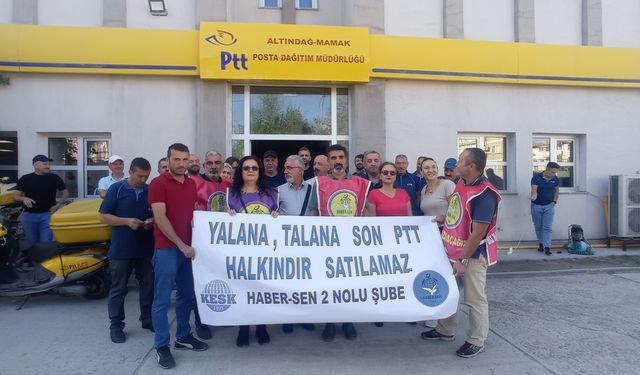 Ptt
ALTINDAĞ-MAMAK
POSTA DAĞITIM MÜDÜRLÜĞÜ
YALANA, TALANA SON PTT
HALKINDIR SATILAMAZ
KESK
HABER-SEN 2 NOLU ŞUBE